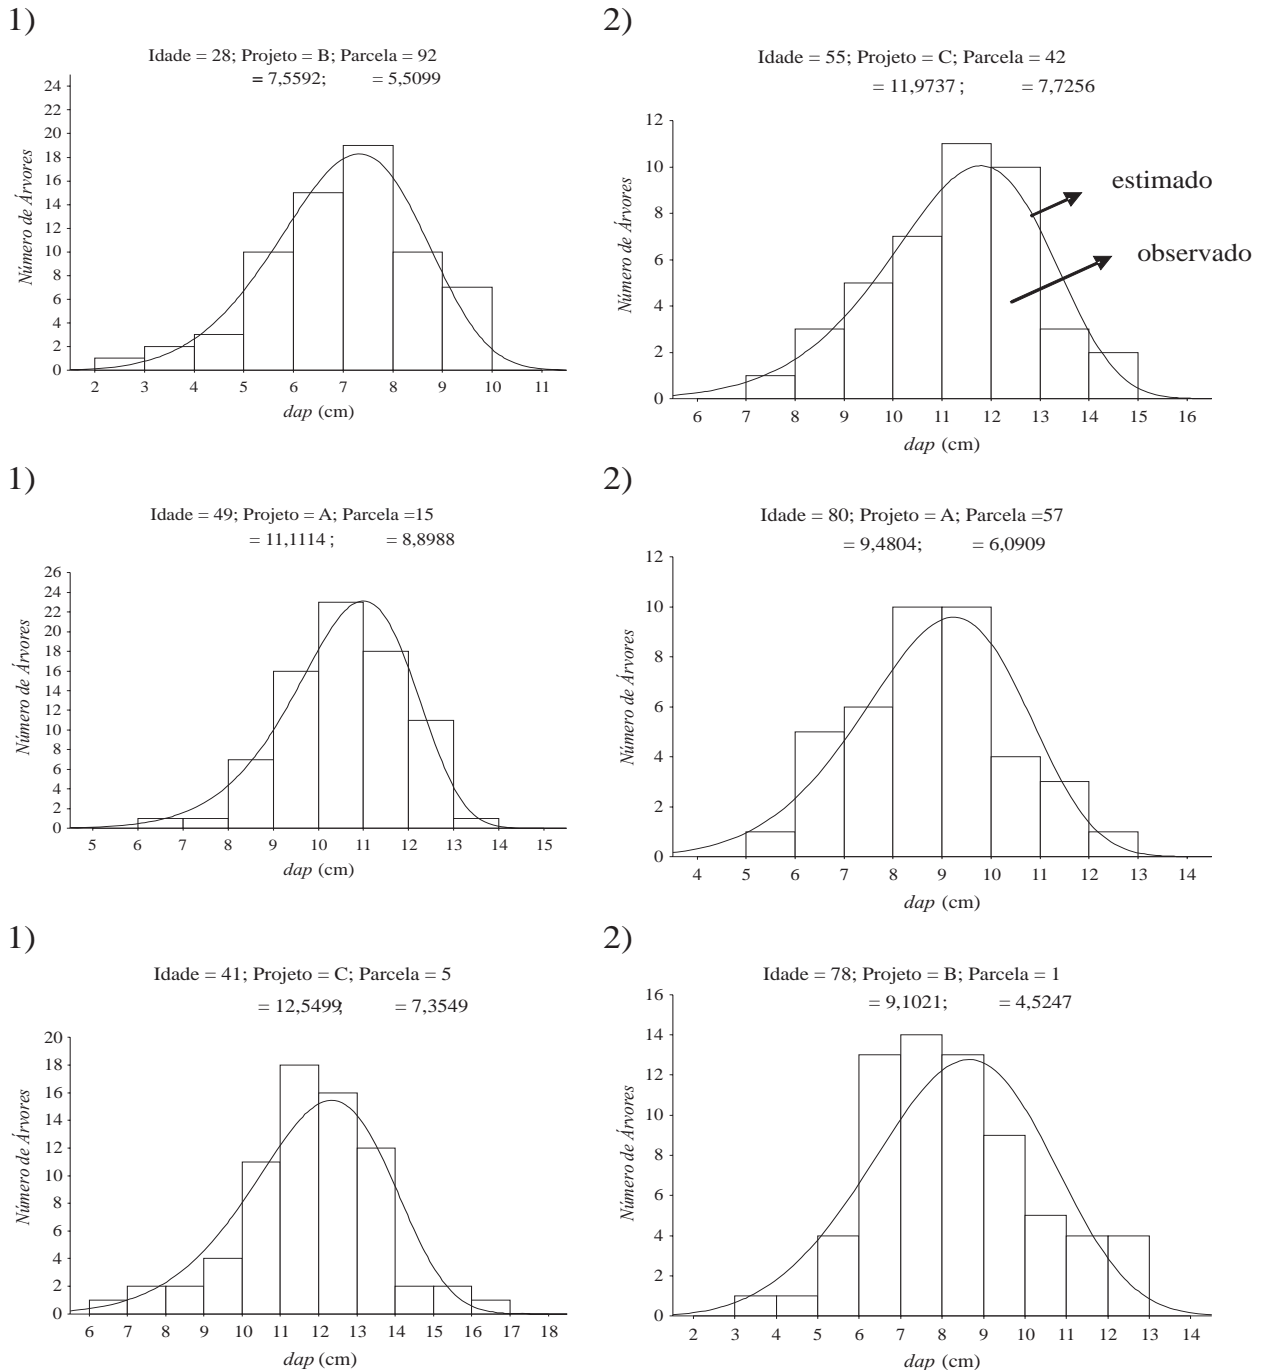 1)
Idade = 28; Projeto = B; Parcela = 92
= 7,5592; = 5,5099
Número de Árvores
24
22
20
18
16
14
12
10
8
6
4
2
0
2 3 4 5 6 7 8 9 10 11
dap (cm)
2)
Idade = 55; Projeto = C; Parcela = 42
= 11,9737 ; = 7,7256
Número de Árvores
12
10
8
6
4
2
0
estimado
observado
6 7 8 9 10 11 12 13 14 15 16
dap (cm)
1)
Idade = 49; Projeto = A; Parcela =15
= 11,1114 ; = 8,8988
Número de Árvores
26
24
22
20
18
16
14
12
10
8
6
4
2
0
5 6 7 8 9 10 11 12 13 14 15
dap (cm)
2)
Idade = 80; Projeto = A; Parcela =57
= 9,4804; = 6,0909
Número de Árvores
12
10
8
6
4
2
0
4 5 6 7 8 9 10 11 12 13 14
dap (cm)
1)
Idade = 41; Projeto = C; Parcela = 5
= 12,5499; = 7,3549
Número de Árvores
20
18
16
14
12
10
8
6
4
2
0
6 7 8 9 10 11 12 13 14 15 16 17 18
dap (cm)
2)
Idade = 78; Projeto = B; Parcela = 1
= 9,1021; = 4,5247
Número de Árvores
16
14
12
10
8
6
4
2
0
2 3 4 5 6 7 8 9 10 11 12 13 14
dap (cm)